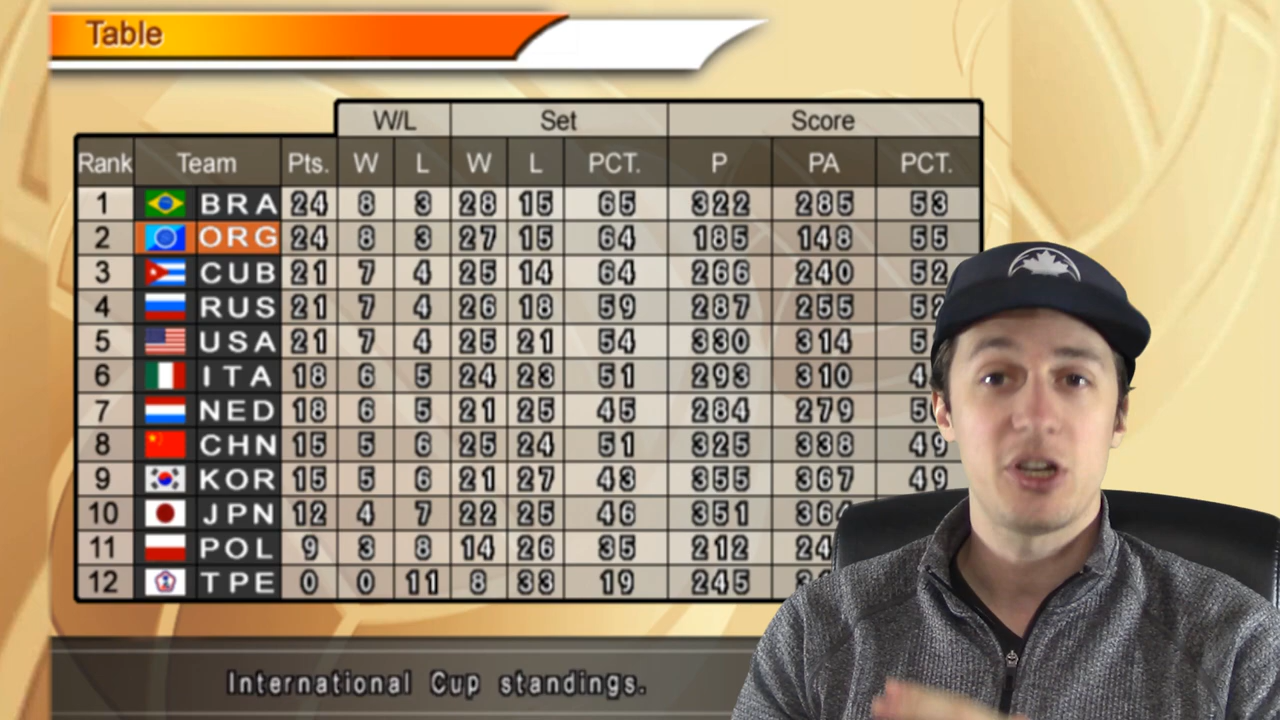 Table
W/L Set Score
Rank Team Pts. W L W L PCT. P PA PCT.
1 BRA 24 8 3 28 15 65 322 285 53
2 ORG 24 8 3 27 15 64 185 148 55
3 CUB 21 7 4 25 14 64 266 240 52
4 RUS 21 7 4 26 18 59 287 255
5 USA 21 7 4 25 21 54 330 314
6 ITA 18 6 5 24 23 51 293 310
7 NED 18 6 5 21 25 45 284 279
8 CHN 15 5 6 25 24 51 325 338 49
9 KOR 15 5 6 21 27 43 355 367 49
10 JPN 12 4 7 22 25 46 351 364
11 POL 9 3 8 14 26 35 212
12 TPE 0 0 11 8 33 19 245
International Cup standings.